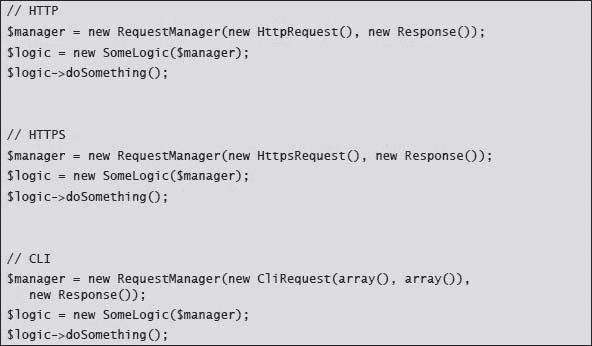 // HTTP
$manager = new RequestManager(new HttpRequest(), new Response());
$logic = new SomeLogic($manager);
$logic->doSomething();
// HTTPS
$manager = new RequestManager(new HttpsRequest(), new Response());
$logic = new SomeLogic($manager);
$logic->doSomething();
// CLI
$manager = new RequestManager(new CliRequest(array(), array()),
new Response());
$logic = new SomeLogic($manager);
$logic->doSomething();